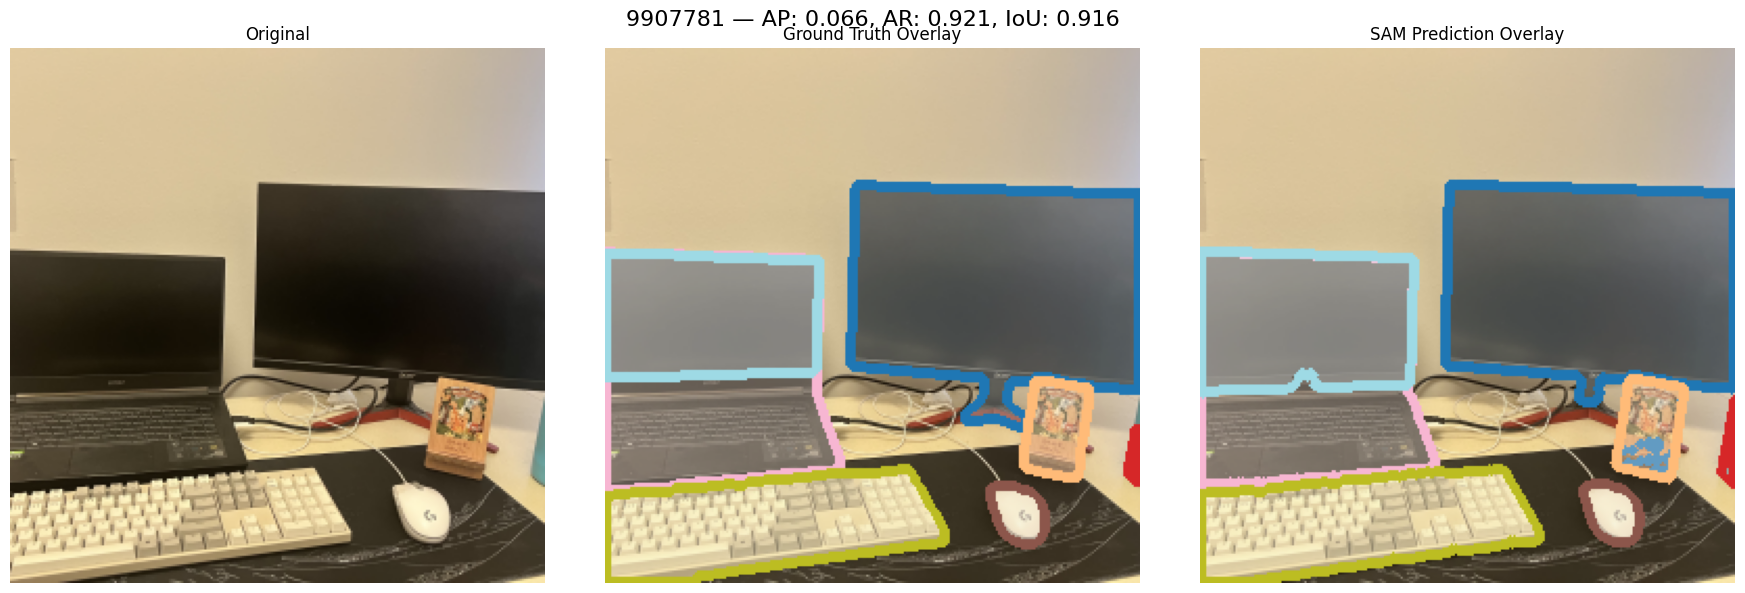 9907781 — AP: 0.066, AR: 0.921, IoU: 0.916
Original
Ground Truth Overlay
SAM Prediction Overlay